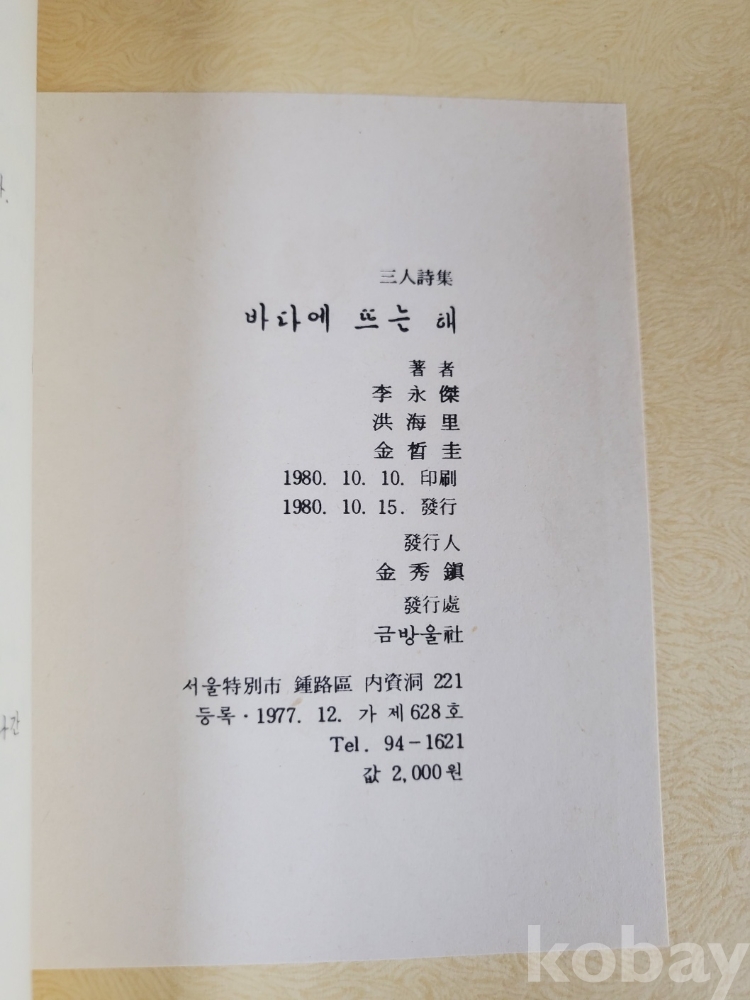 三人詩集
바다에 뜨는 해
著者
李永傑
洪海里
金晳圭
1980. 10. 10. 印刷
1980. 10. 15. 發行
發行人
金秀鎭
發行處
금방울社
서울特別市 鍾路區 内資洞 221
등록·1977. 12. 가 제628호
Tel. 94-1621
값 2,000원
kobay